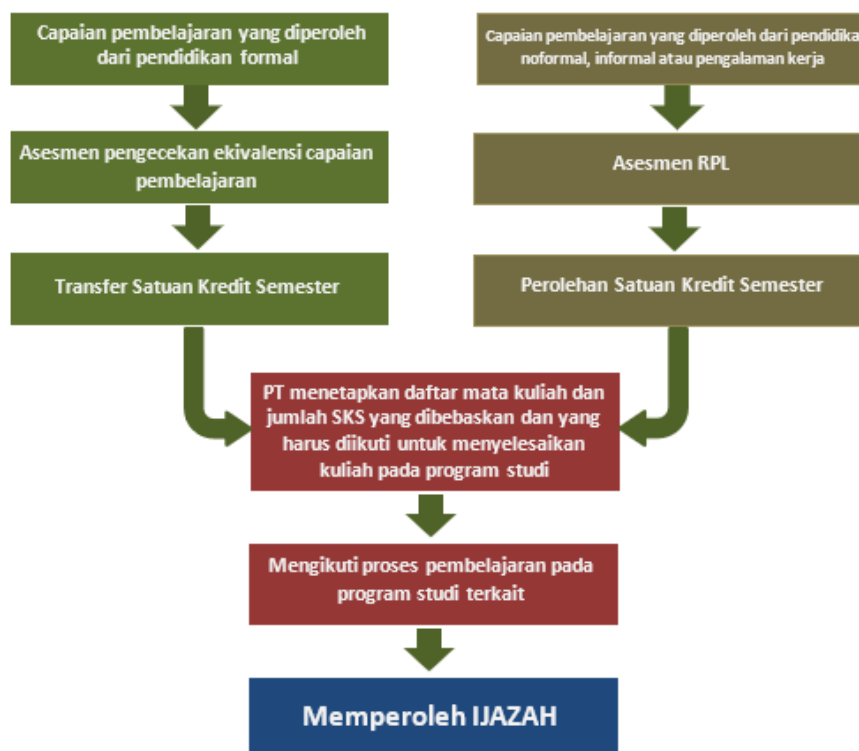 Capaian pembelajaran yang diperoleh
dari pendidikan formal
Asesmen pengecekan ekivalensi capaian
pembelajaran
Transfer Satuan Kredit Semester
Capaian pembelajaran yang diperoleh dari pendidika
noformal, informal atau pengalaman kerja
Asesmen RPL
Perolehan Satuan Kredit Semester
PT menetapkan daftar mata kuliah dan
jumlah SKS yang dibebaskan dan yang
harus diikuti untuk menyelesaikan
kuliah pada program studi
Mengikuti proses pembelajaran pada
program studi terkait
Memperoleh IJAZAH